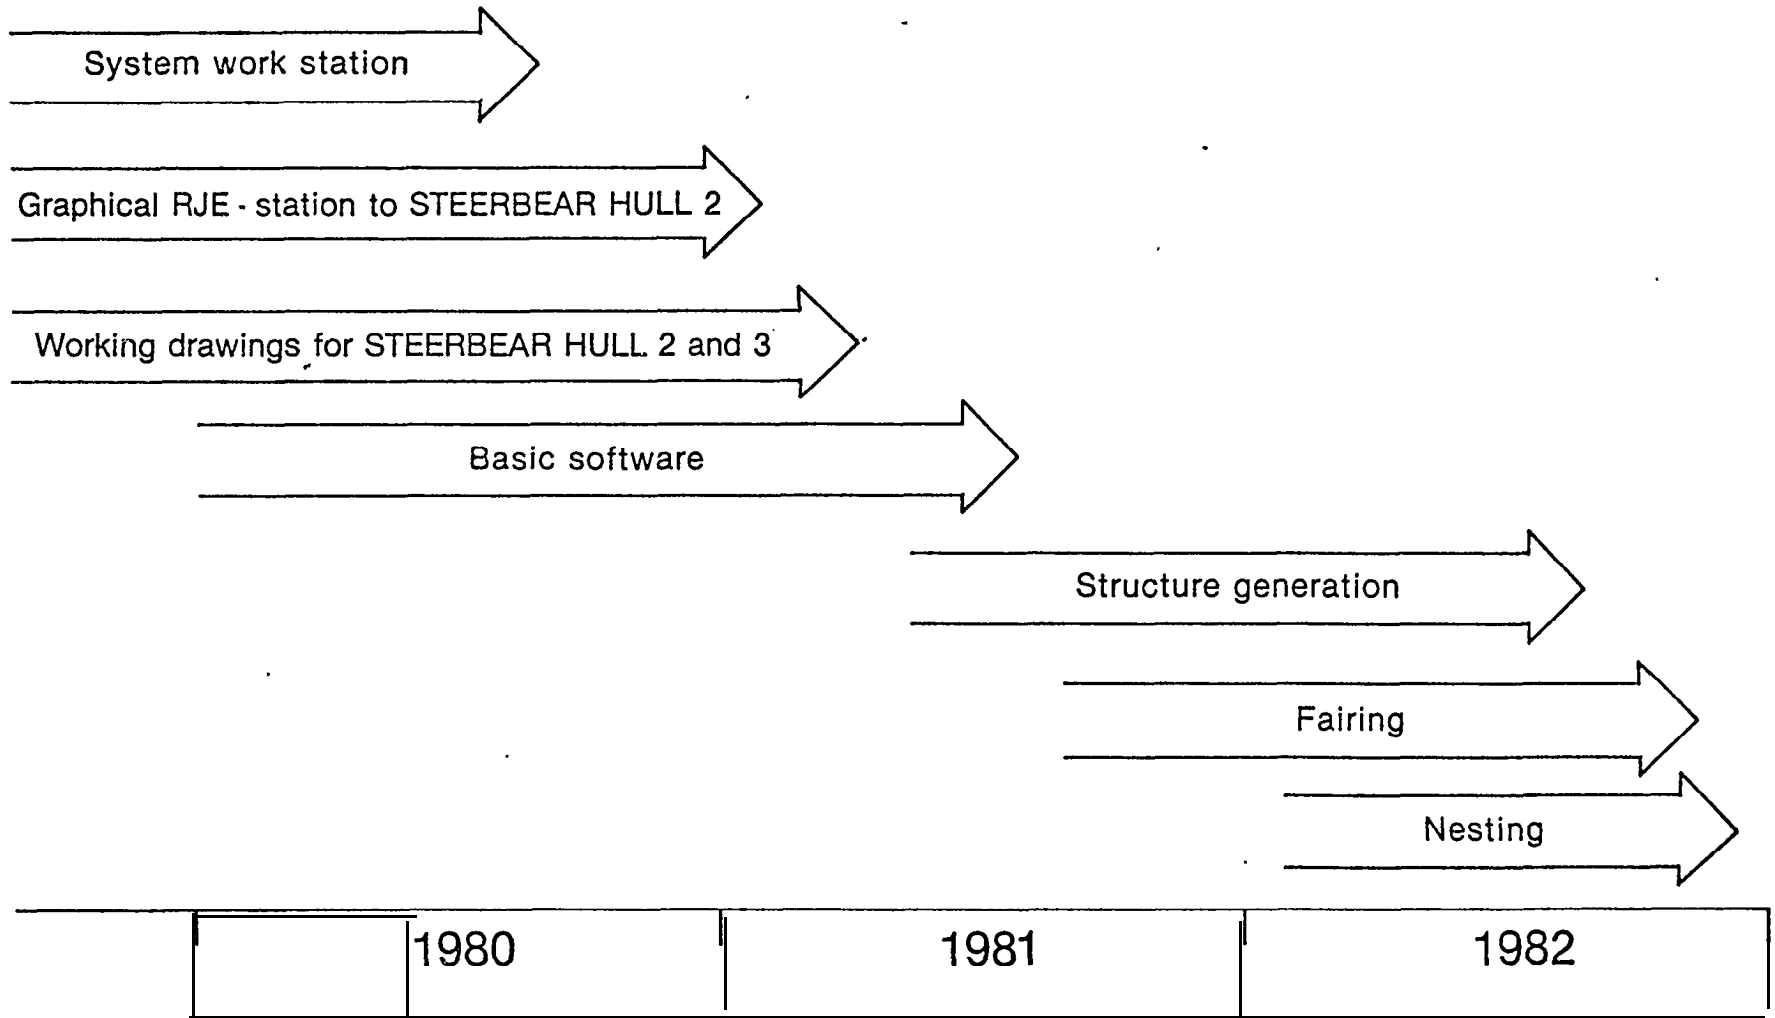 System work station
Graphical RJE - station to STEERBEAR HULL 2
Working drawings for STEERBEAR HULL 2 and 3
Basic software
Structure generation
Fairing
Nesting
1980 1981 1982